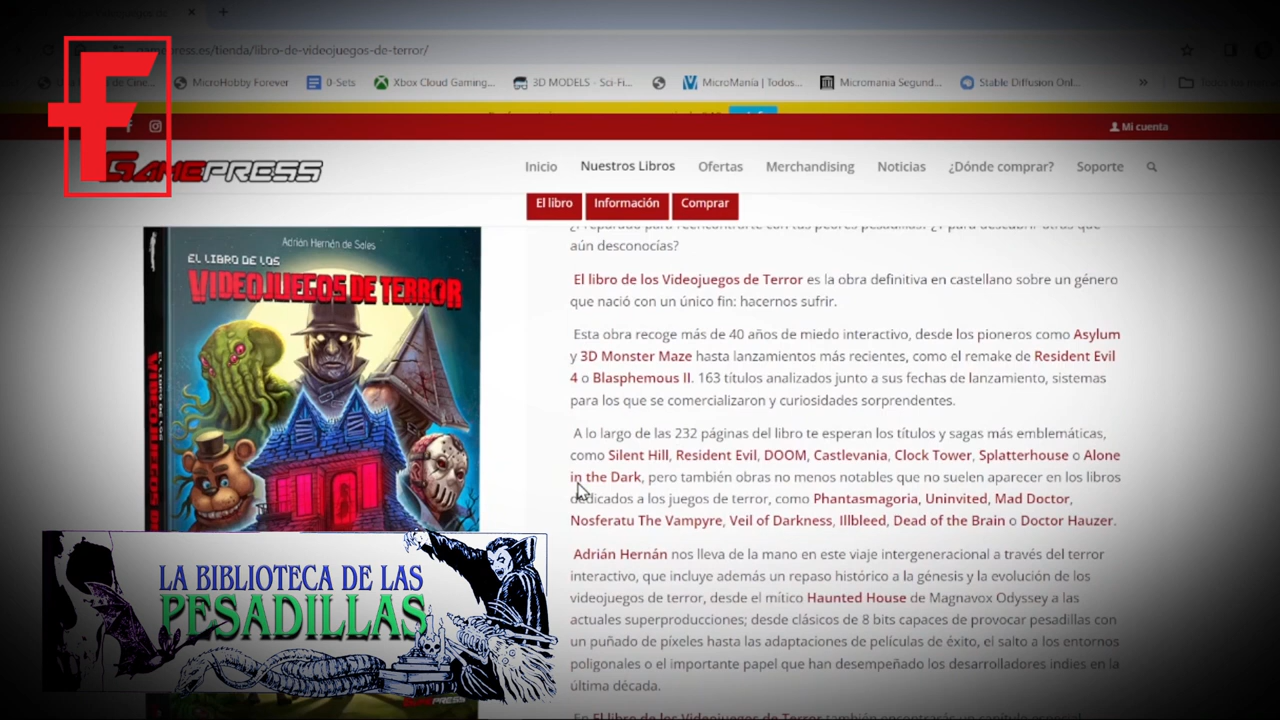 gamepress.es/tienda/libro-de-videojuegos-de-terror/
MicroHobby Forever
0-Sets
Xbox Cloud Gaming...
3D MODELS - Sci-Fi...
MicroManía | Todos...
Micromania Segund...
Stable Diffusion Onl...
»
Mi cuenta
GAMEPRESS
Inicio
Nuestros Libros
Ofertas
Merchandising
Noticias
¿Dónde comprar?
Soporte
El libro
Información
Comprar
Adrián Hernán de Sales
EL LIBRO DE LOS
VIDEOJUEGOS DE TERROR
aún desconocías?
El libro de los Videojuegos de Terror es la obra definitiva en castellano sobre un género
que nació con un único fin: hacernos sufrir.
Esta obra recoge más de 40 años de miedo interactivo, desde los pioneros como Asylum
y 3D Monster Maze hasta lanzamientos más recientes, como el remake de Resident Evil
4 o Blasphemous II. 163 títulos analizados junto a sus fechas de lanzamiento, sistemas
para los que se comercializaron y curiosidades sorprendentes.
A lo largo de las 232 páginas del libro te esperan los títulos y sagas más emblemáticas,
como Silent Hill, Resident Evil, DOOM, Castlevania, Clock Tower, Splatterhouse o Alone
in the Dark, pero también obras no menos notables que no suelen aparecer en los libros
dedicados a los juegos de terror, como Phantasmagoria, Uninvited, Mad Doctor,
Nosferatu The Vampyre, Veil of Darkness, Illbleed, Dead of the Brain o Doctor Hauzer.
Adrián Hernán nos lleva de la mano en este viaje intergeneracional a través del terror
interactivo, que incluye además un repaso histórico a la génesis y la evolución de los
videojuegos de terror, desde el mítico Haunted House de Magnavox Odyssey a las
actuales superproducciones; desde clásicos de 8 bits capaces de provocar pesadillas con
un puñado de píxeles hasta las adaptaciones de películas de éxito, el salto a los entornos
poligonales o el importante papel que han desempeñado los desarrolladores indies en la
última década.
LA BIBLIOTECA DE LAS
PESADILLAS
GAMEPRESS